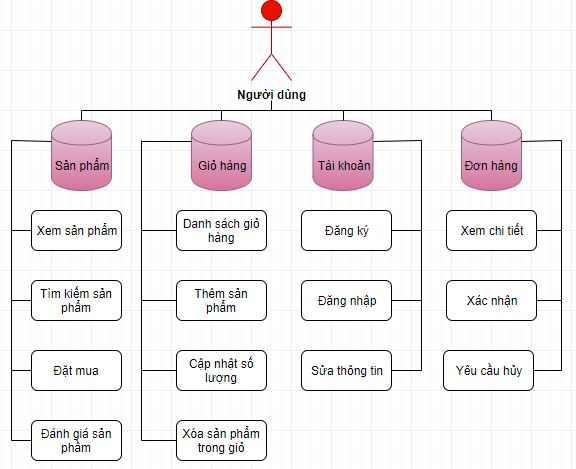 Người dùng
Sản phẩm
Giỏ hàng
Tài khoản
Đơn hàng
Xem sản phẩm
Danh sách giỏ
hàng
Đăng ký
Xem chi tiết
Tìm kiếm sản
phẩm
Thêm sản
phẩm
Đăng nhập
Xác nhận
Đặt mua
Cập nhật số
lượng
Sửa thông tin
Yêu cầu hủy
Đánh giá sản
phẩm
Xóa sản phẩm
trong giỏ